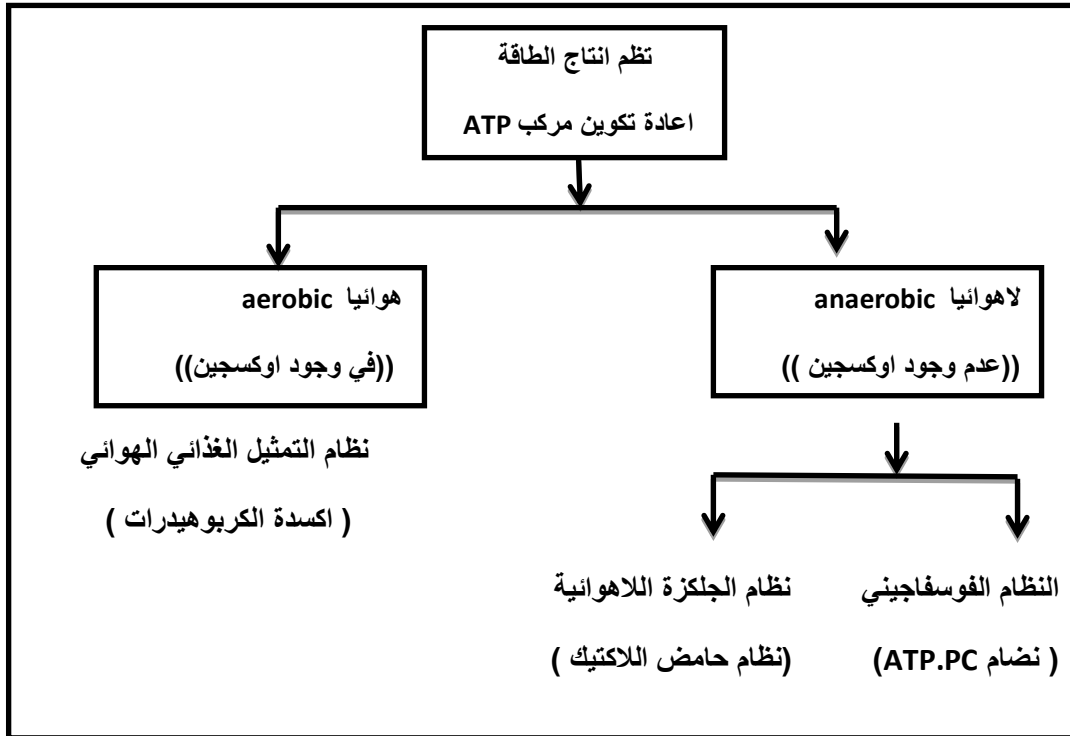 تظم انتاج الطاقة
اعادة تكوين مركب ATP
لاهوائيا anaerobic
((عدم وجود اوكسجين ))
هوائيا aerobic
((في وجود اوكسجين))
نظام التمثيل الغذائي الهوائي
( اكسدة الكربوهيدرات )
النظام الفوسفاجيني
( نضام ATP.PC)
نظام الجلكزة اللاهوائية
(نظام حامض اللاكتيك )